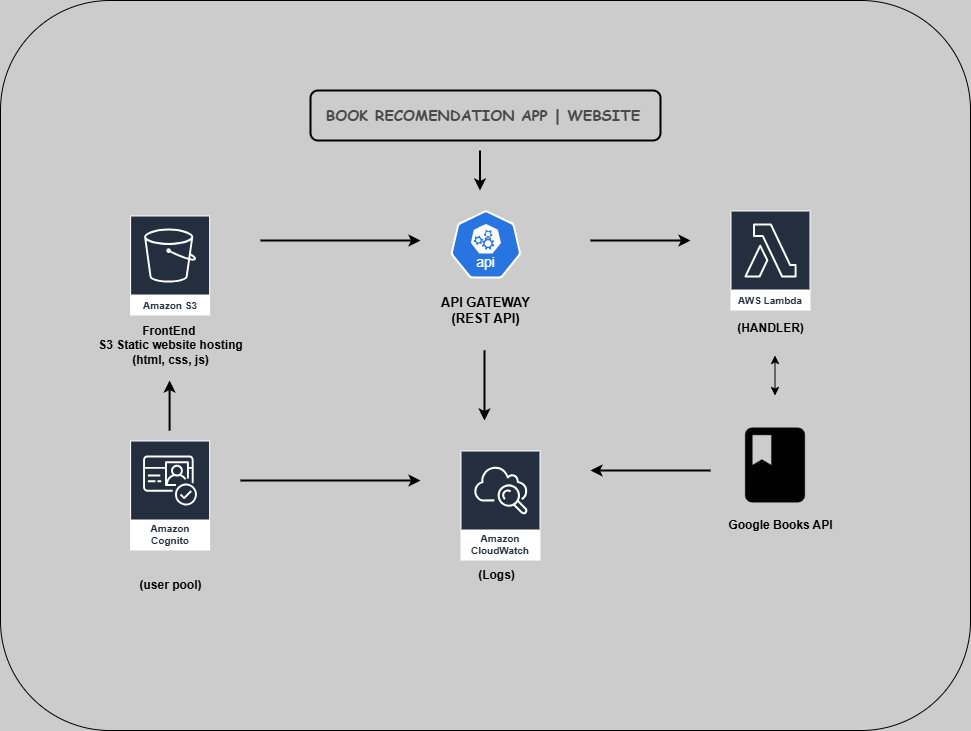 BOOK RECOMENDATION APP | WEBSITE
api
Amazon S3
AWS Lambda
API GATEWAY
(REST API)
FrontEnd
S3 Static website hosting
(html, css, js)
(HANDLER)
Amazon
Cognito
Amazon
CloudWatch
Google Books API
(user pool)
(Logs)